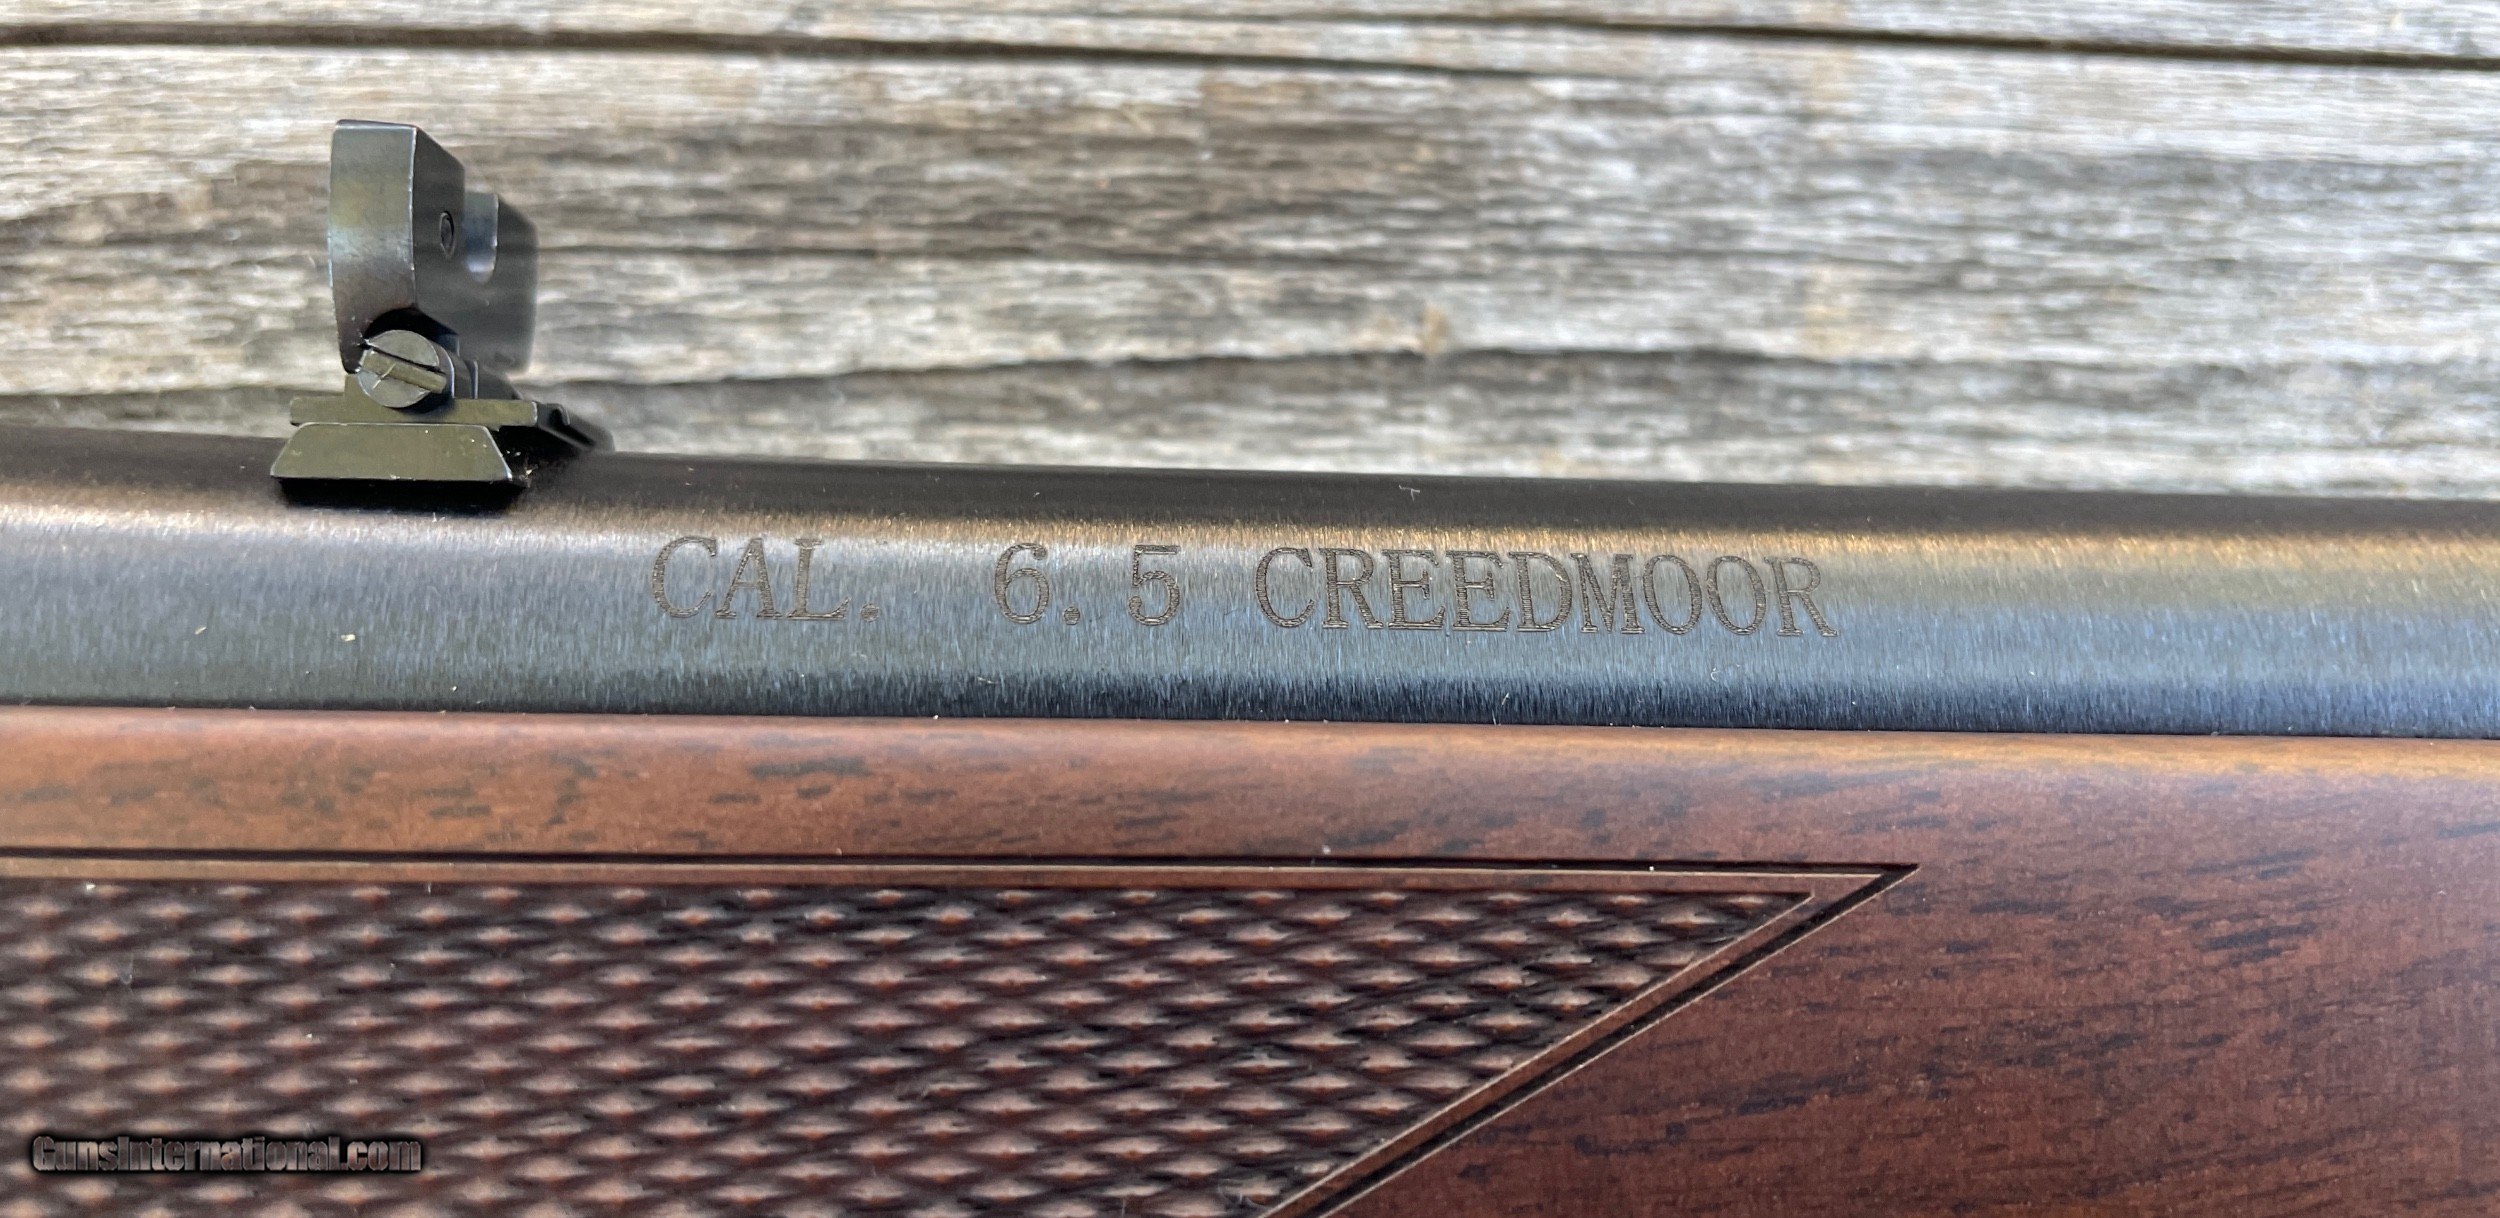 CAL. 6.5 CREEDMOOR
GunsInternational.com